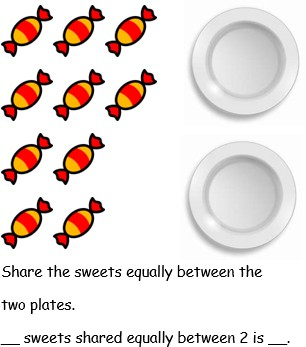 Share the sweets equally between the
two plates.
__ sweets shared equally between 2 is __.